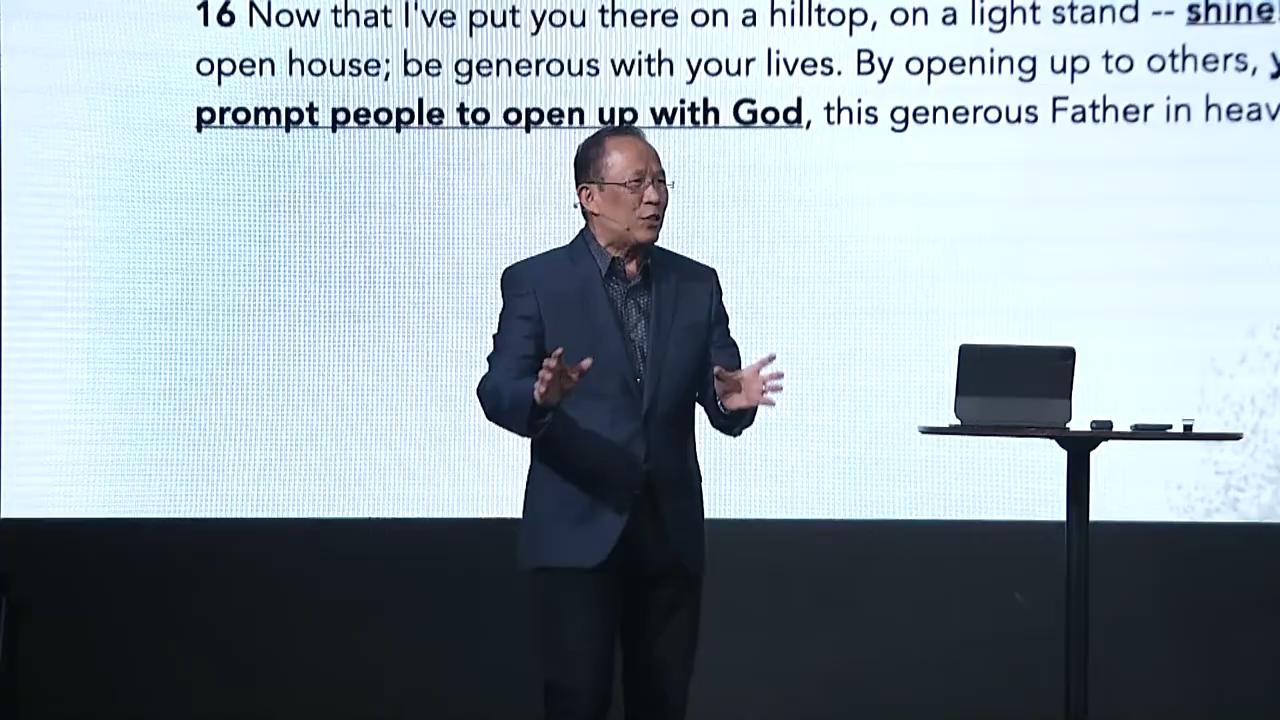 16 Now that I've put you there on a hilltop, on a light stand -- shine
open house; be generous with your lives. By opening up to others,
prompt people to open up with God, this generous Father in heav